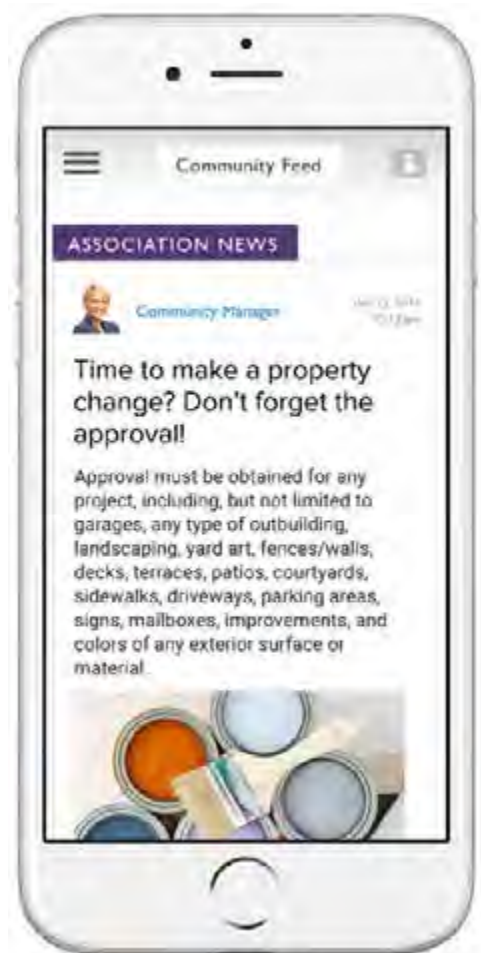 Community Feed
ASSOCIATION NEWS
Community Manager
Time to make a property
change? Don't forget the
approval!
Approval must be obtained for any
project, including, but not limited to
garages, any type of outbuilding,
landscaping, yard art, fences/walls,
decks, terraces, patios, courtyards,
sidewalks, driveways, parking areas,
signs, mailboxes, improvements, and
colors of any exterior surface or
material